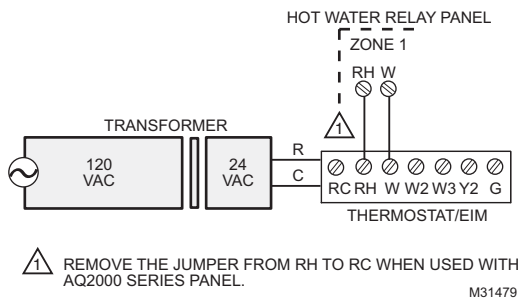 HOT WATER RELAY PANEL
ZONE 1
RH W
1
TRANSFORMER
120
VAC
24
VAC
R
C
RC RH W W2 W3 Y2 G
THERMOSTAT/EIM
1 REMOVE THE JUMPER FROM RH TO RC WHEN USED WITH
AQ2000 SERIES PANEL.
M31479